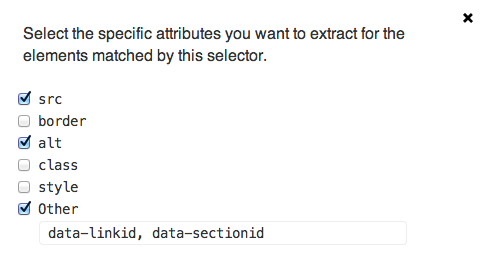 Select the specific attributes you want to extract for the
elements matched by this selector.
src
border
alt
class
style
Other
data-linkid, data-sectionid